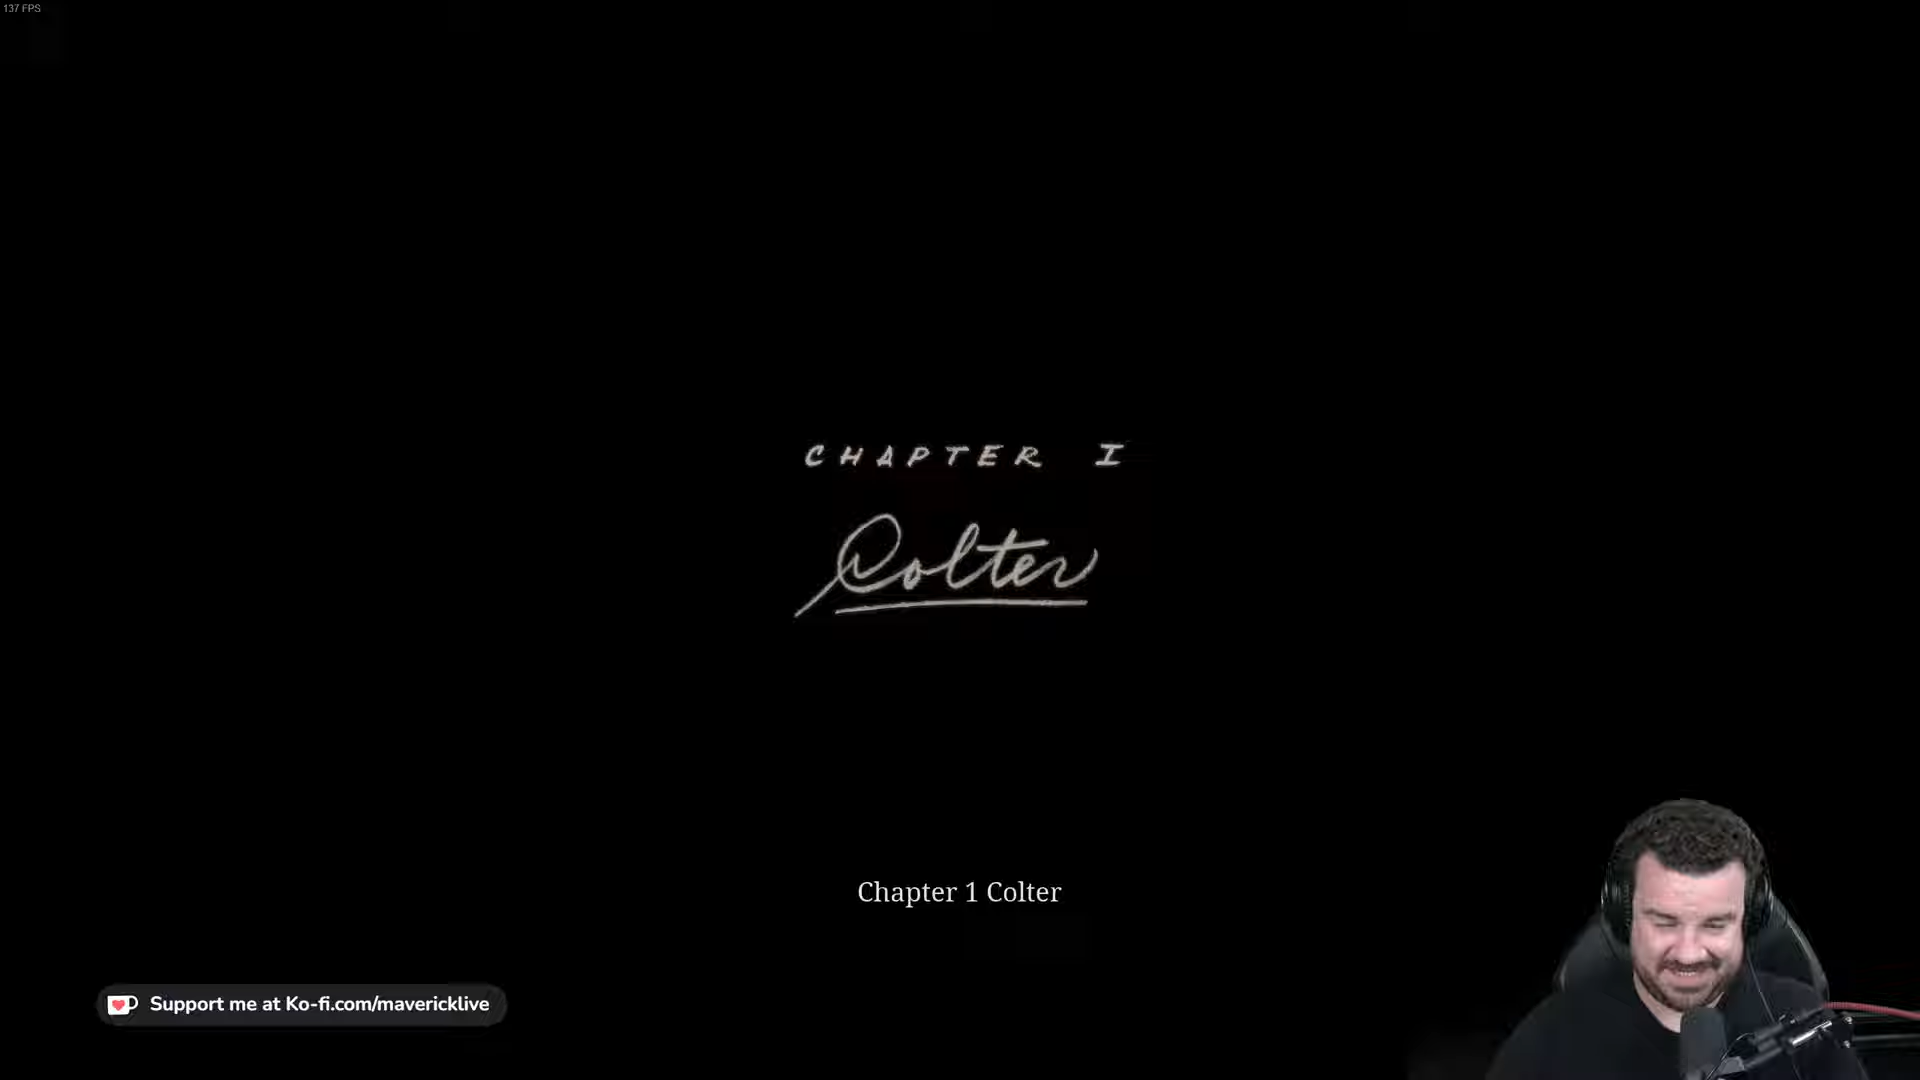 137 FPS
CHAPTER I
Colter
Chapter 1 Colter
Support me at Ko-fi.com/mavericklive